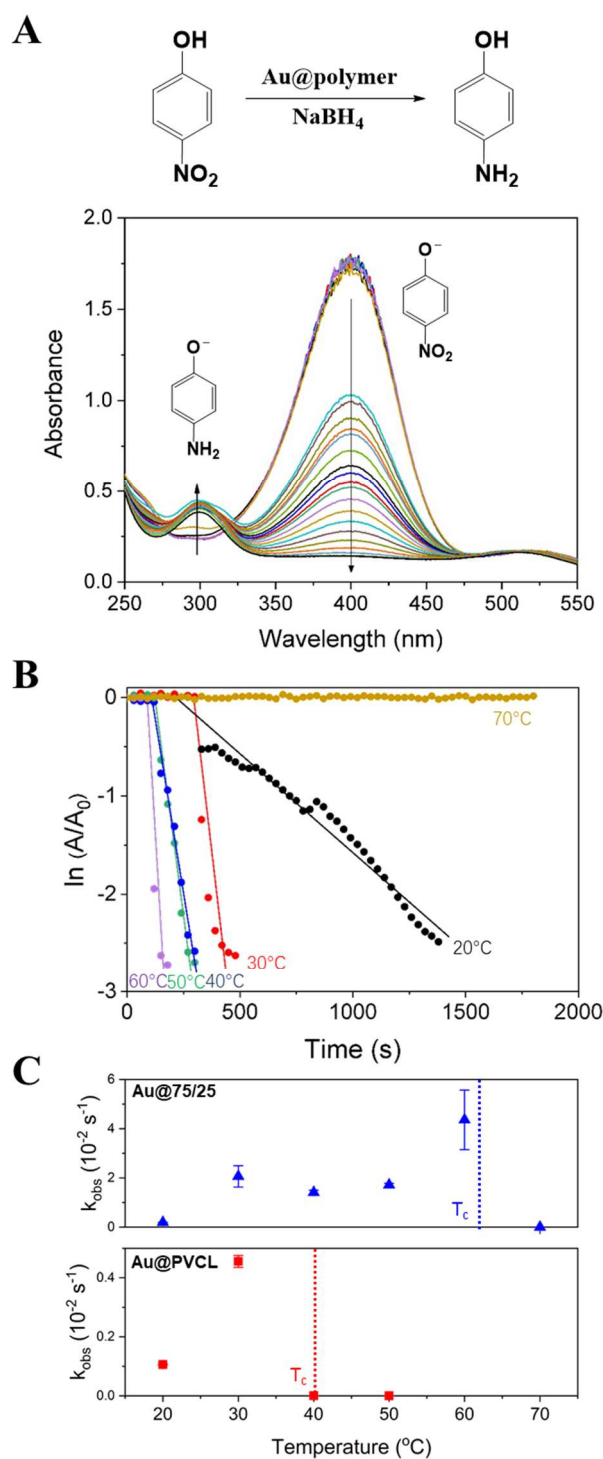 A
OH
OH
Au@polymer
NaBH4
NO2
NH2
2.0
1.5
1.0
0.5
0.0
Absorbance
O−
NH2
O−
NO2
250 300 350 400 450 500 550
Wavelength (nm)
B
0
-1
-2
-3
ln (A/A0)
70°C
20°C
30°C
60°C 50°C 40°C
0 500 1000 1500 2000
Time (s)
C
Au@75/25
6
4
2
0
kobs (10-2 s-1)
Tc
Au@PVCL
0.4
0.2
0.0
kobs (10-2 s-1)
Tc
20 30 40 50 60 70
Temperature (oC)